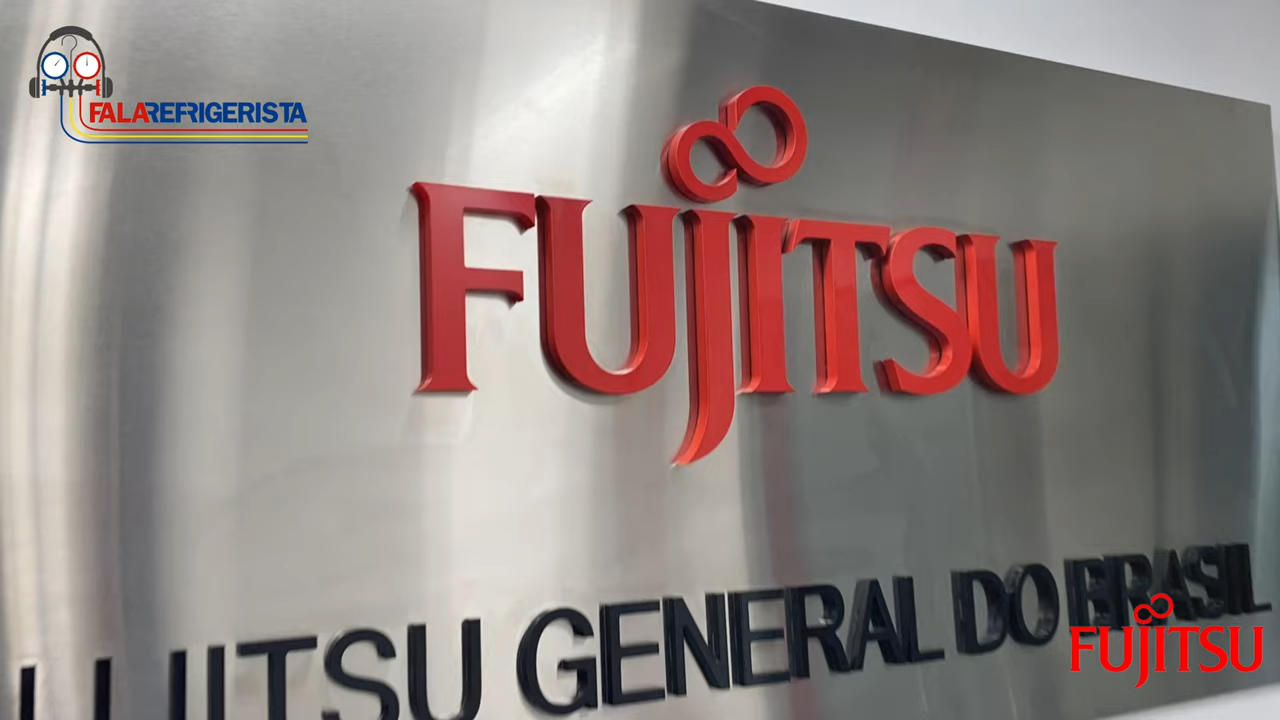 FALAREFRIGERISTA
FUJITSU
FUJITSU GENERAL DO BRASIL
FUJITSU